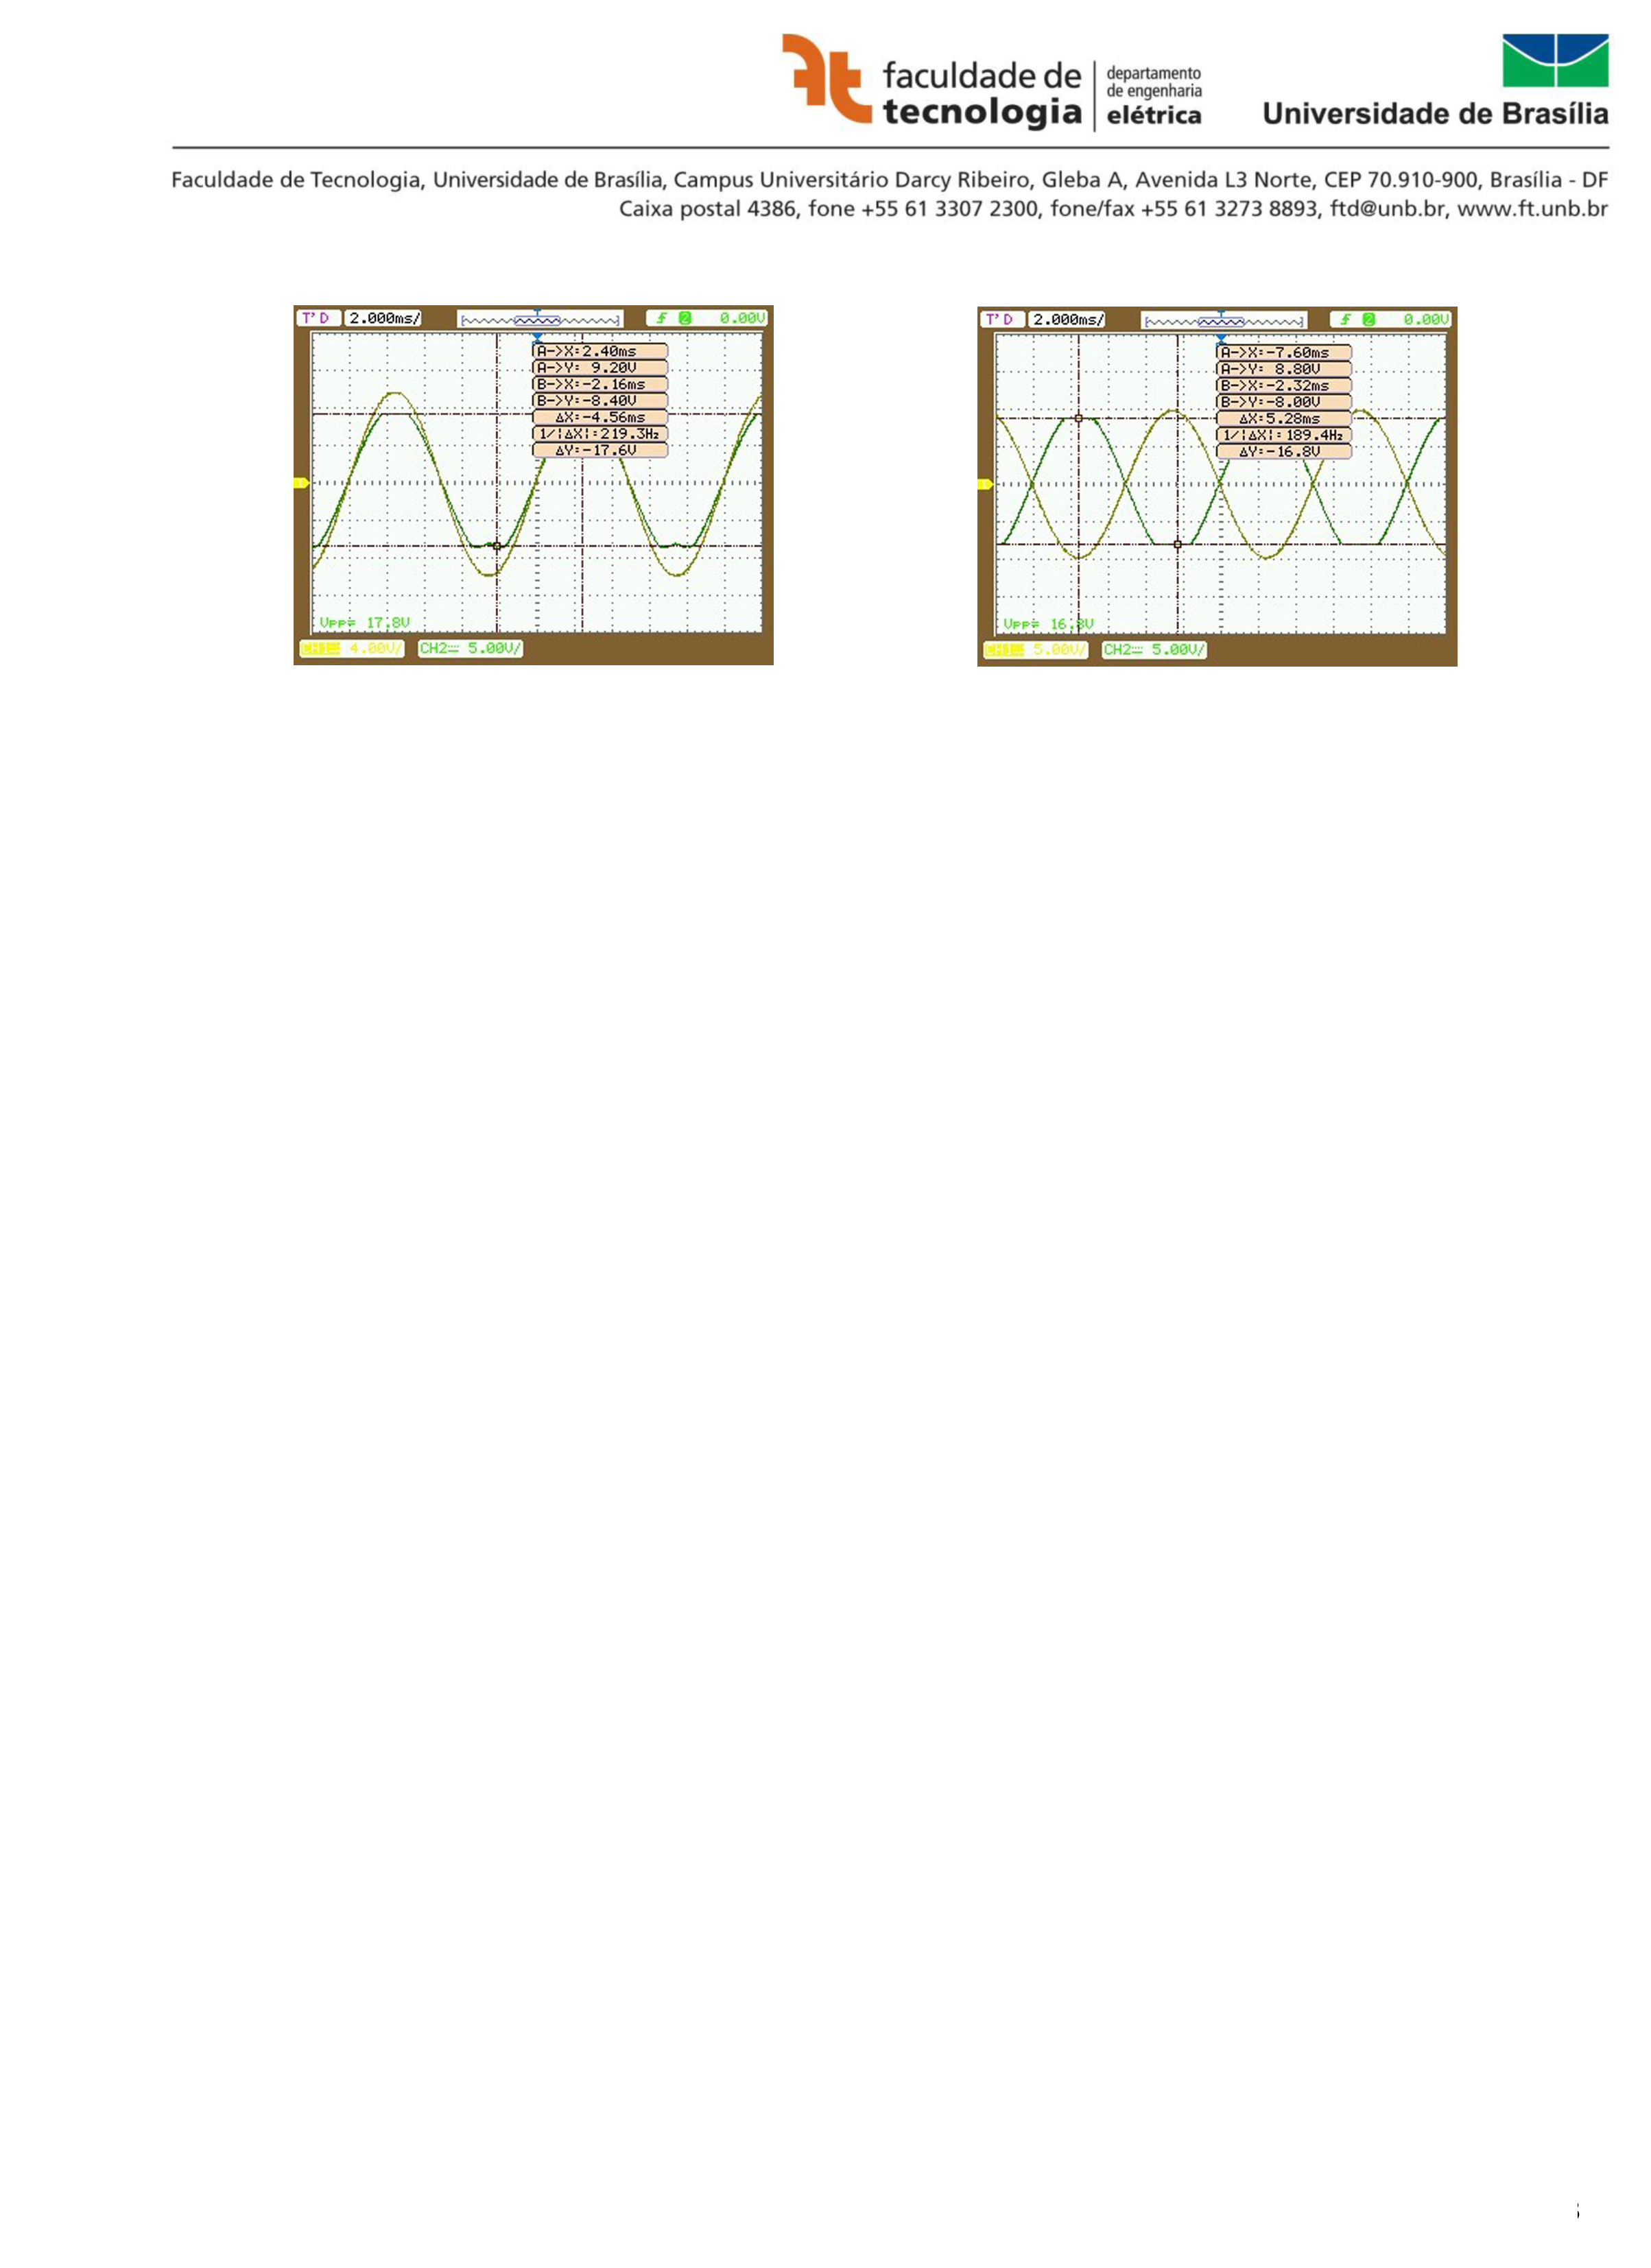 faculdade de
tecnologia
departamento
de engenharia
elétrica
Universidade de Brasília
Faculdade de Tecnologia, Universidade de Brasília, Campus Universitário Darcy Ribeiro, Gleba A, Avenida L3 Norte, CEP 70.910-900, Brasília - DF
Caixa postal 4386, fone +55 61 3307 2300, fone/fax +55 61 3273 8893, ftd@unb.br, www.ft.unb.br
T'D 2.000ms/ 2 0.00V
A->X:2.40ms
A->Y: 9.20V
B->X:-2.16ms
B->Y:-8.40V
ΔX:-4.56ms
1/|ΔX|:219.3Hz
ΔY:-17.6V
1
Vpp= 17.8V
CH1 4.00V/ CH2 5.00V/
T'D 2.000ms/ 2 0.00V
A->X:-7.60ms
A->Y: 8.80V
B->X:-2.32ms
B->Y:-8.00V
ΔX:5.28ms
1/|ΔX|:189.4Hz
ΔY:-16.8V
1
Vpp= 16.8V
CH1 5.00V/ CH2 5.00V/